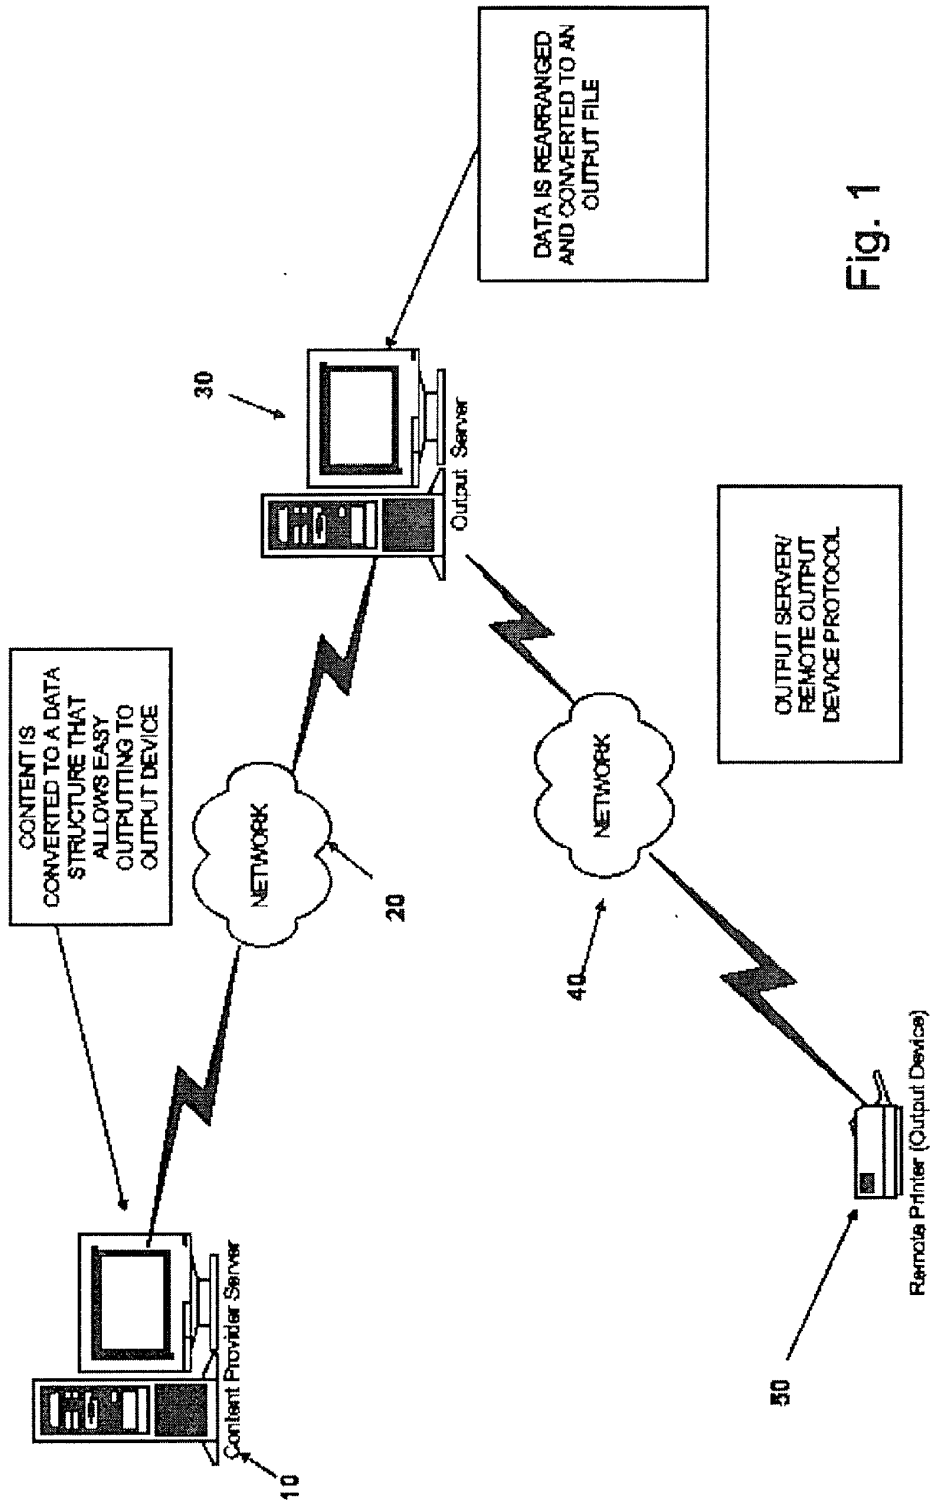 CONTENT IS
CONVERTED TO A DATA
STRUCTURE THAT
ALLOWS EASY
OUTPUTTING TO
OUTPUT DEVICE
30
DATA IS REARRANGED
AND CONVERTED TO AN
OUTPUT FILE
NETWORK
Content Provider Server
10
20
Output Server
NETWORK
40
OUTPUT SERVER/
REMOTE OUTPUT
DEVICE PROTOCOL
50
Remote Printer (Output Device)
Fig. 1